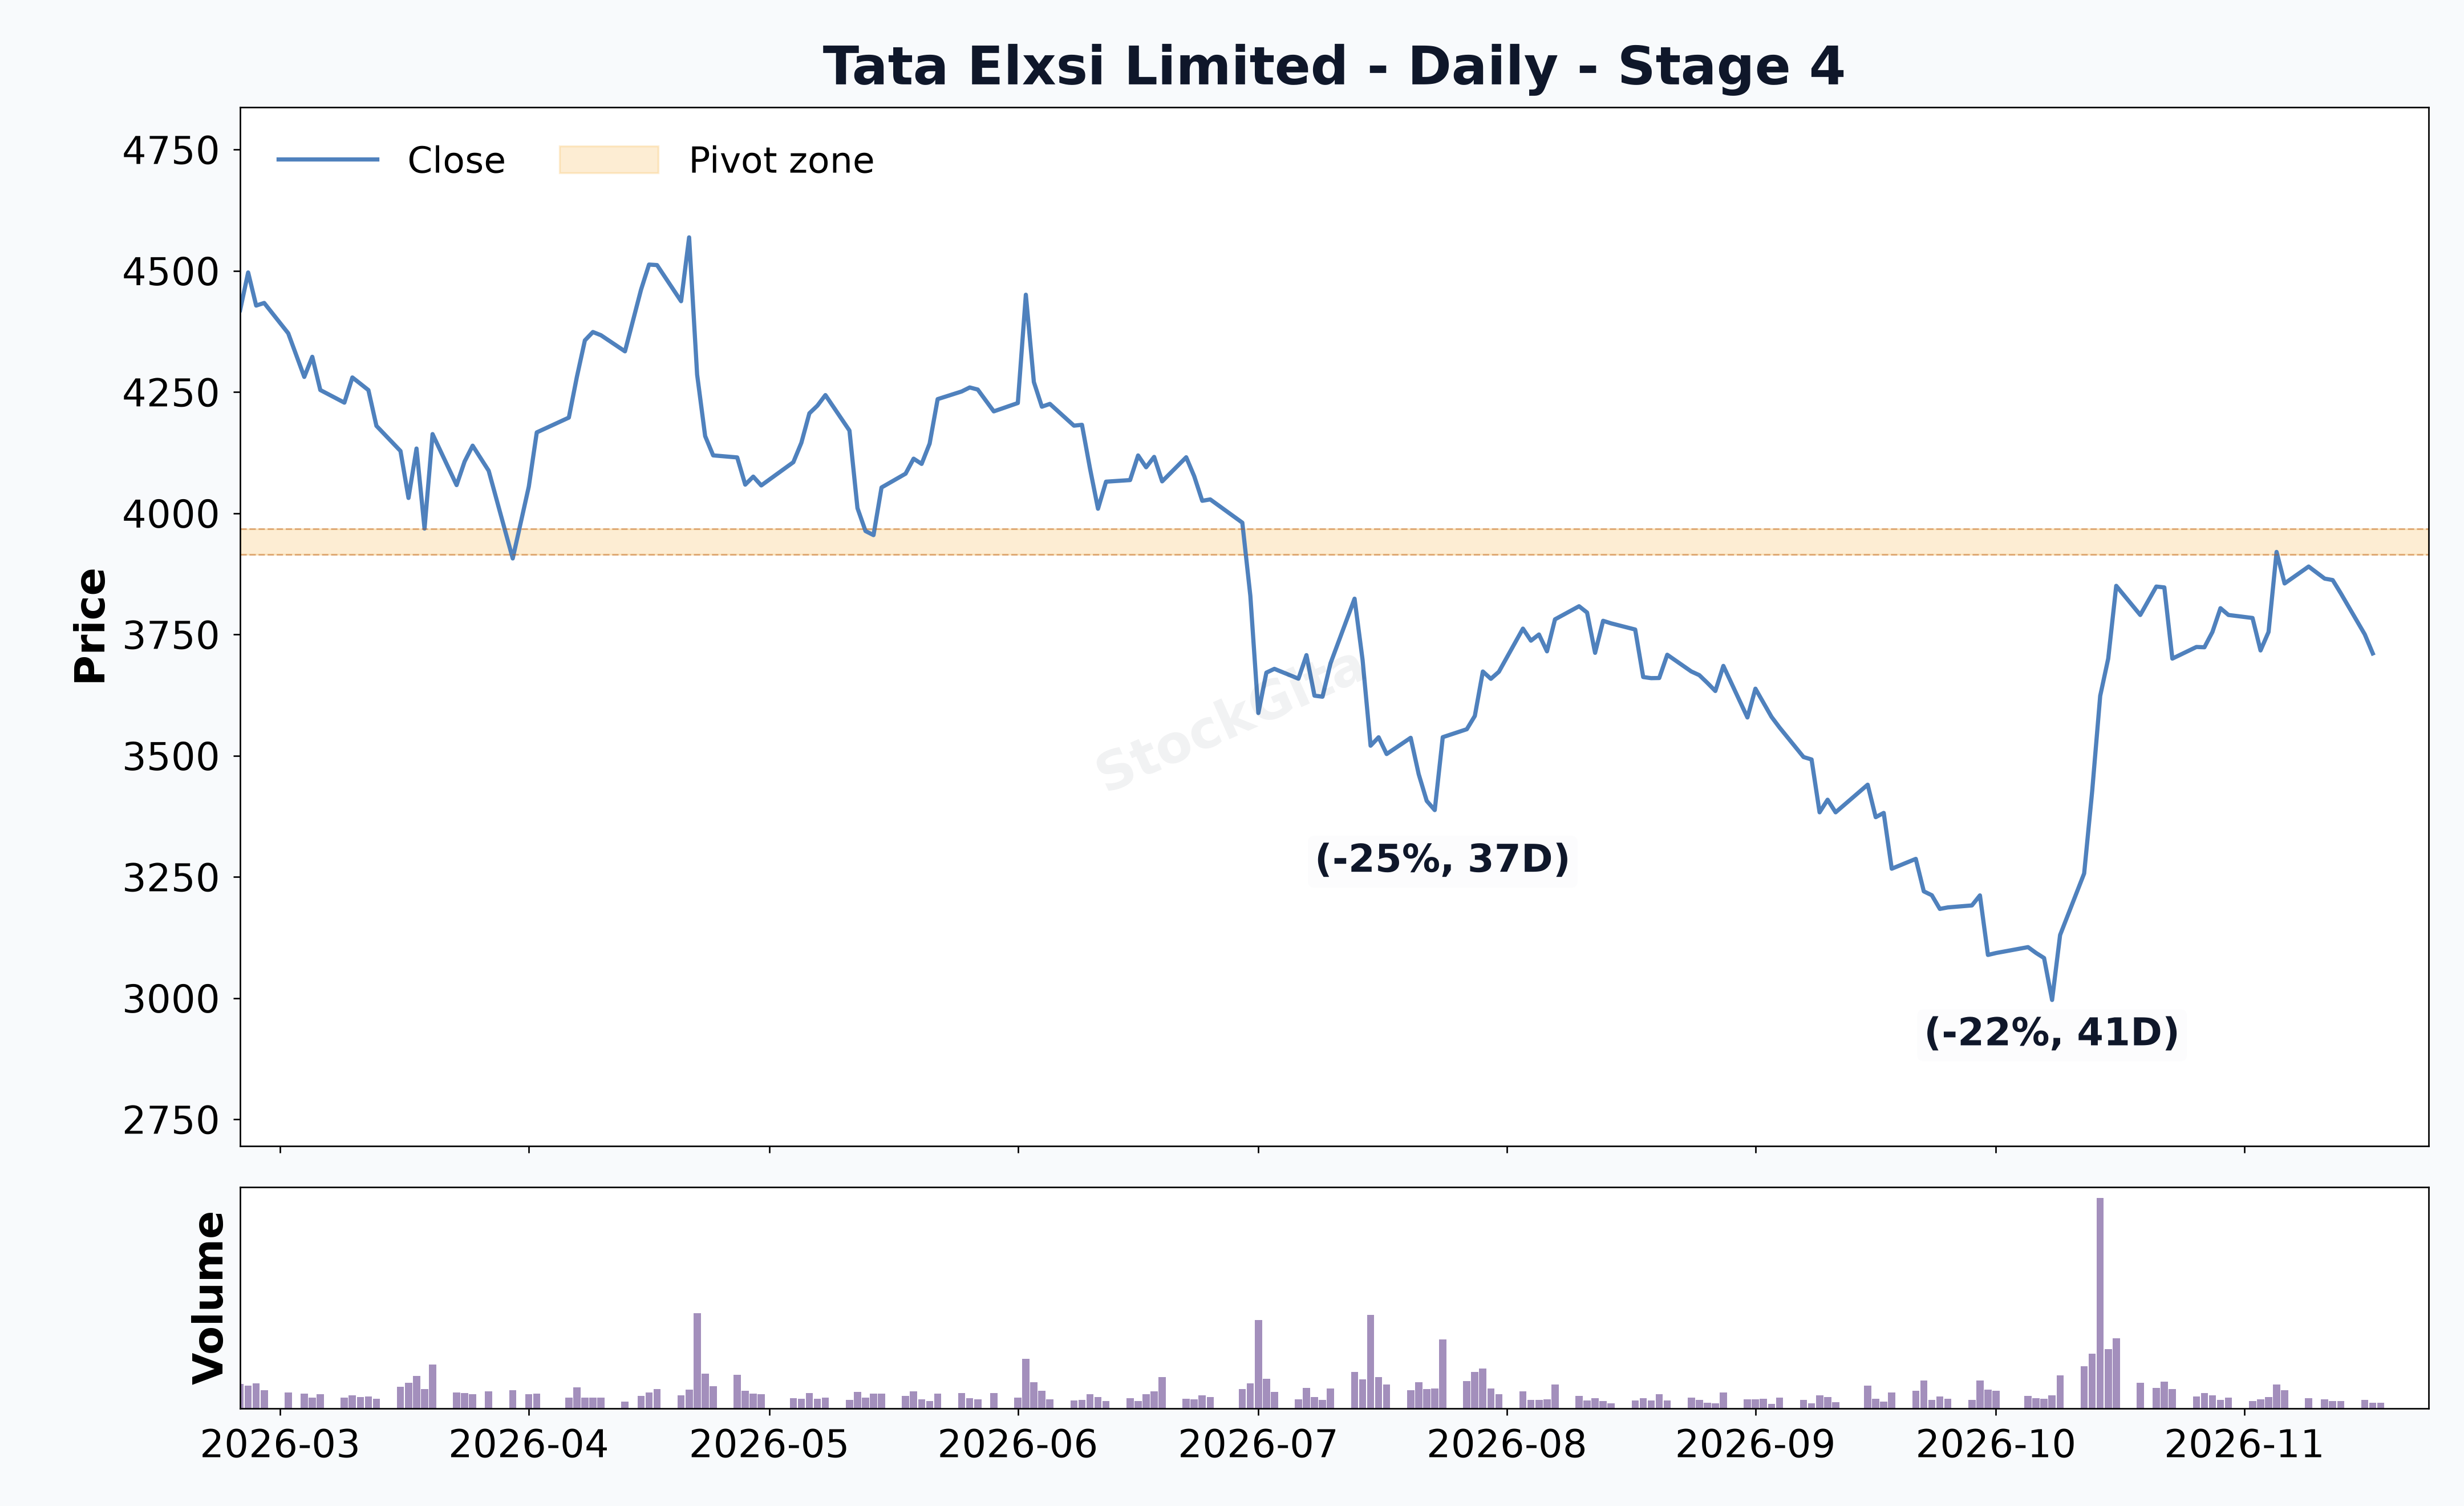 Tata Elxsi Limited - Daily - Stage 4
Close
Pivot zone
Price
4750
4500
4250
4000
3750
3500
3250
3000
2750
StockGita
(-25%, 37D)
(-22%, 41D)
Volume
2026-03
2026-04
2026-05
2026-06
2026-07
2026-08
2026-09
2026-10
2026-11